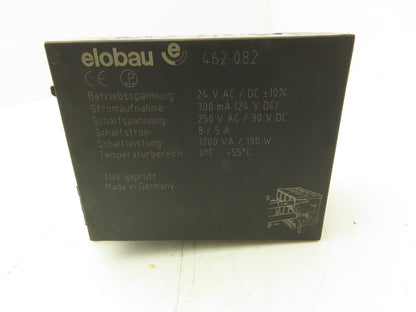 elobau e 462 082
CE P
Betriebsspannung: 24 V AC / DC ±10%
Stromaufnahme: 300 mA (24 V DC)
Schaltspannung: 250 V AC / 30 V DC
Schaltstrom: 8 / 5 A
Schaltleistung: 1700 VA / 190 W
Temperaturbereich: 0°C ...+55°C
TÜV geprüft
Made in Germany